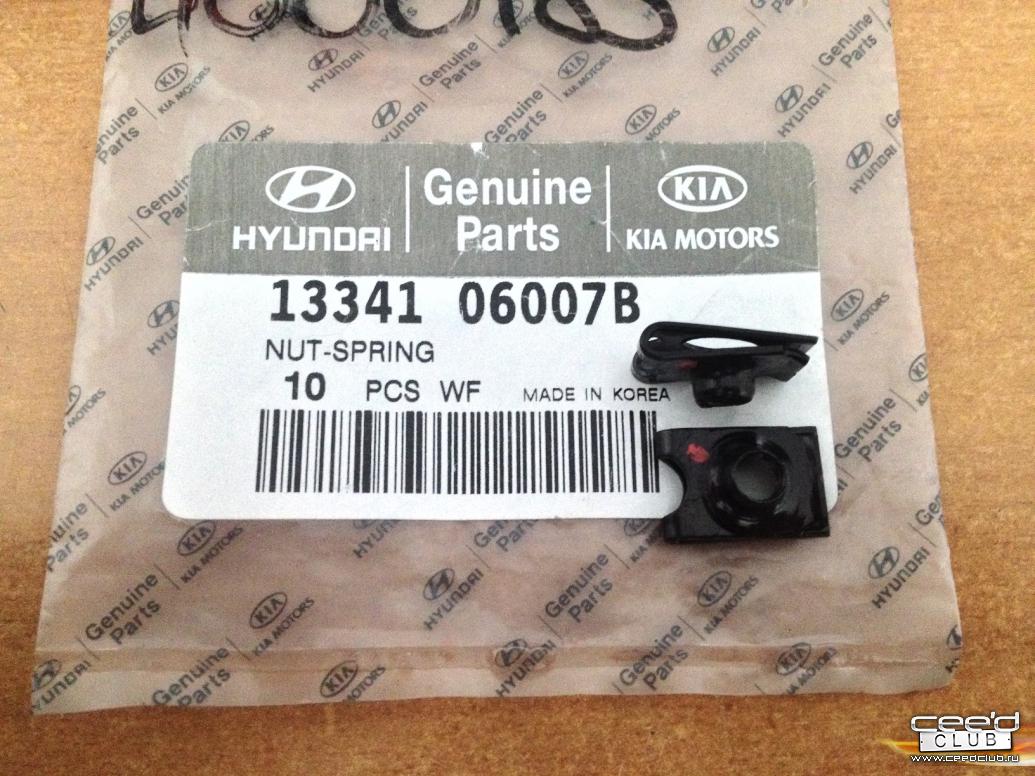 HYUNDAI
Genuine Parts
KIA
KIA MOTORS
13341 06007B
NUT-SPRING
10 PCS WF MADE IN KOREA
cee'd
CLUB
www.ceedclub.ru